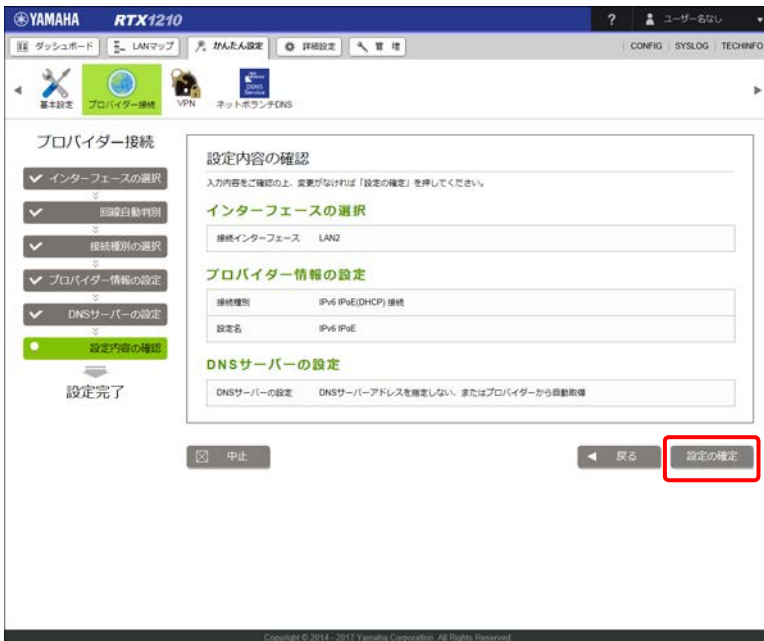 YAMAHA RTX1210 ? ユーザー名なし
ダッシュボード LANマップ かんたん設定 詳細設定 管理 CONFIG SYSLOG TECHINFO
基本設定 プロバイダー接続 VPN ネットボランチDNS
プロバイダー接続
インターフェースの選択
回線自動判別
接続種別の選択
プロバイダー情報の設定
DNSサーバーの設定
設定内容の確認
設定完了
設定内容の確認
入力内容をご確認の上、変更がなければ「設定の確定」を押してください。
インターフェースの選択
接続インターフェース LAN2
プロバイダー情報の設定
接続種別 IPv6 IPoE(DHCP) 接続
設定名 IPv6 IPoE
DNSサーバーの設定
DNSサーバーの設定 DNSサーバーアドレスを指定しない、またはプロバイダーから自動取得
中止 戻る 設定の確定
Copyright © 2014 - 2017 Yamaha Corporation. All Rights Reserved.